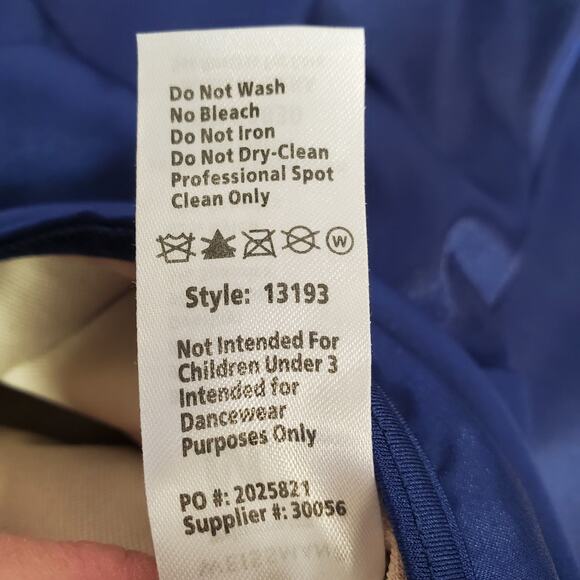 Do Not Wash
No Bleach
Do Not Iron
Do Not Dry-Clean
Professional Spot
Clean Only
W
Style: 13193
Not Intended For
Children Under 3
Intended for
Dancewear
Purposes Only
PO #: 2025821
Supplier #: 30056